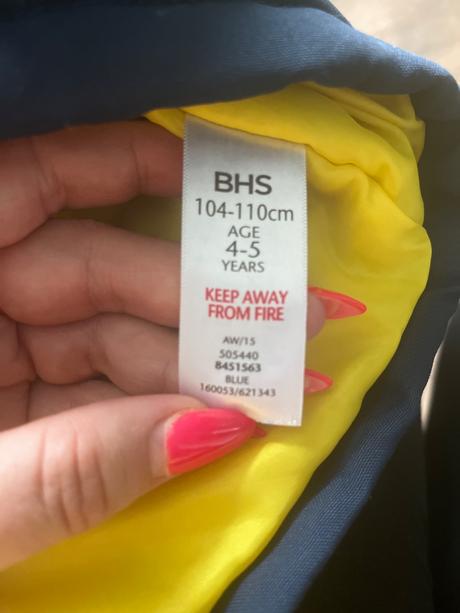 BHS
104-110cm
AGE
4-5
YEARS
KEEP AWAY
FROM FIRE
AW/15
505440
8451563
BLUE
160053/621343